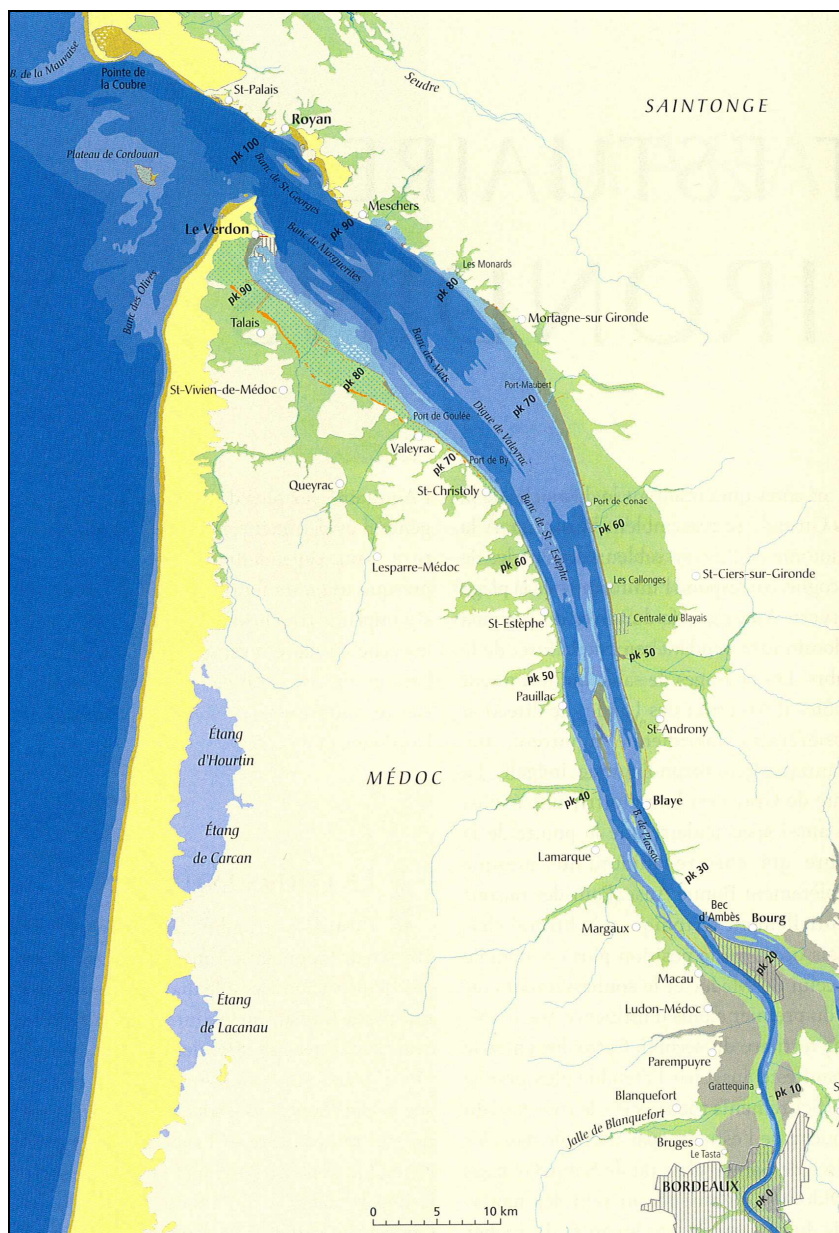 B. de la Mauvaise
Pointe de
la Coubre
St-Palais
Seudre
SAINTONGE
Royan
pk 100
Plateau de Cordouan
Banc de St-Georges
Meschers
pk 90
Le Verdon
Banc de Marguerites
Les Monards
pk 80
Banc des Olives
pk 90
Talais
Mortagne-sur Gironde
Banc des Mets
pk 80
St-Vivien-de-Médoc
Port-Maubert
pk 70
Digue de Valeyrac
Port de Goulée
Valeyrac
pk 70
Port de By
Queyrac
St-Christoly
Port de Conac
Banc de St - Estèphe
pk 60
Lesparre-Médoc
pk 60
St-Ciers-sur-Gironde
Les Callonges
St-Estèphe
Centrale du Blayais
pk 50
pk 50
Pauillac
St-Androny
Étang
d'Hourtin
MÉDOC
pk 40
Blaye
B. de Plassac
Étang
de Carcan
Lamarque
pk 30
Bec
d'Ambès
Bourg
Margaux
pk 20
Macau
Étang
de Lacanau
Ludon-Médoc
Parempuyre
Grattequina
pk 10
Blanquefort
Jalle de Blanquefort
Bruges
Le Tasta
BORDEAUX
pk 0
0 5 10 km